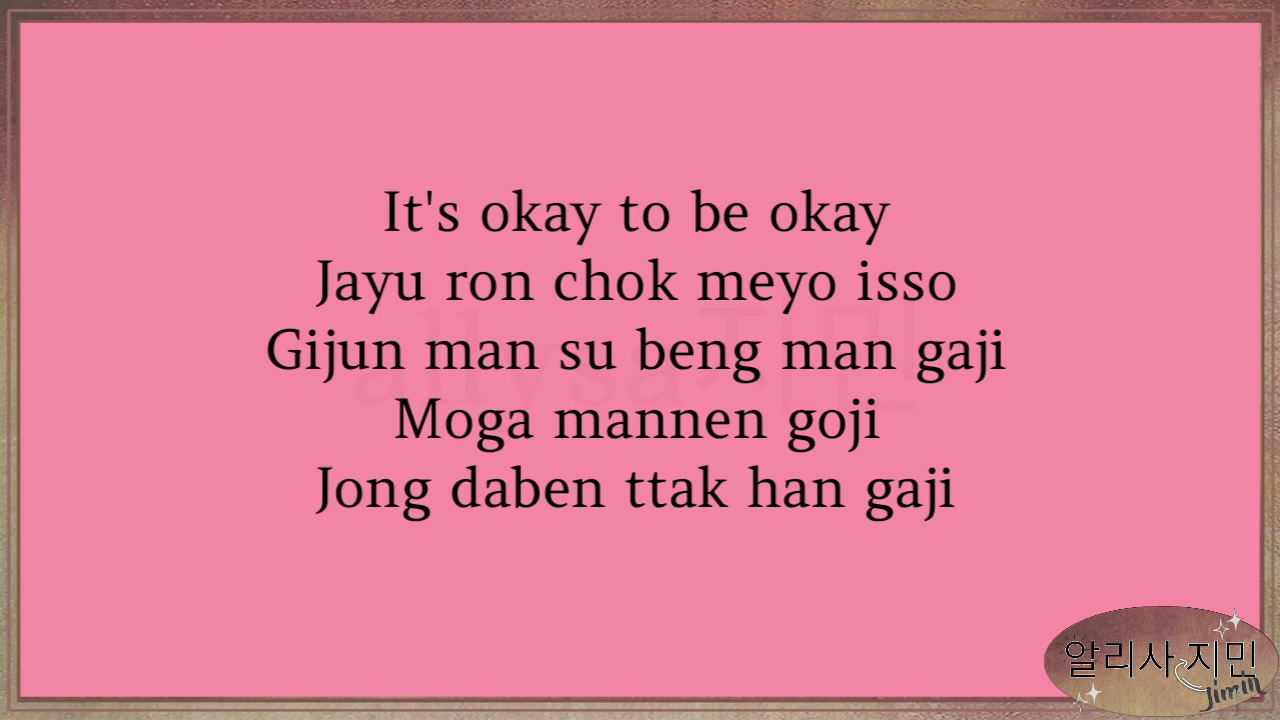 It's okay to be okay
Jayu ron chok meyo isso
Gijun man su beng man gaji
Moga mannen goji
Jong daben ttak han gaji
알리사 지민
Jimin